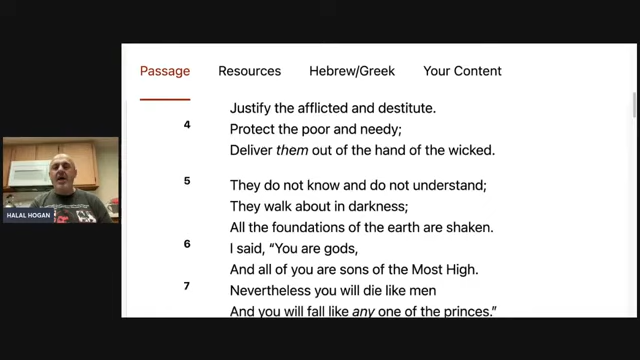 Passage Resources Hebrew/Greek Your Content
Justify the afflicted and destitute.
4 Protect the poor and needy;
Deliver them out of the hand of the wicked.
5 They do not know and do not understand;
They walk about in darkness;
All the foundations of the earth are shaken.
6 I said, “You are gods,
And all of you are sons of the Most High.
7 Nevertheless you will die like men
And you will fall like any one of the princes.”
HALAL HOGAN